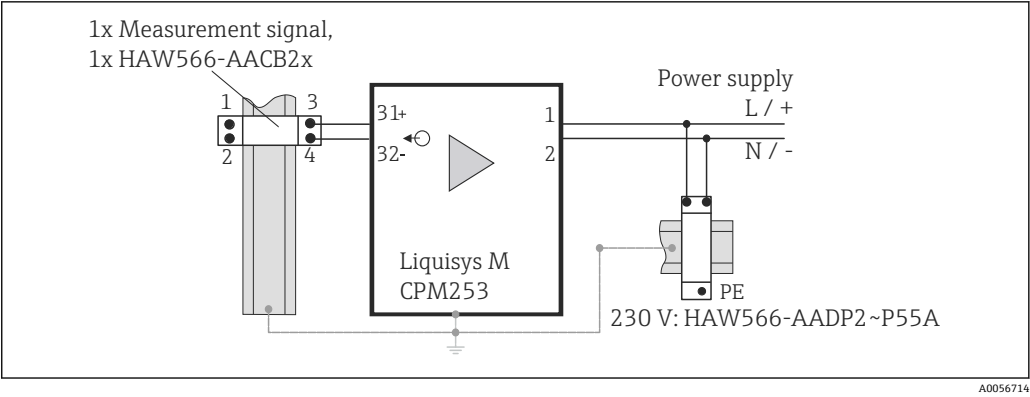 1x Measurement signal,
1x HAW566-AACB2x
Power supply
L / +
1 3
31+
1
2 4
32-
2
N / -
Liquisys M
CPM253
PE
230 V: HAW566-AADP2~P55A
A0056714